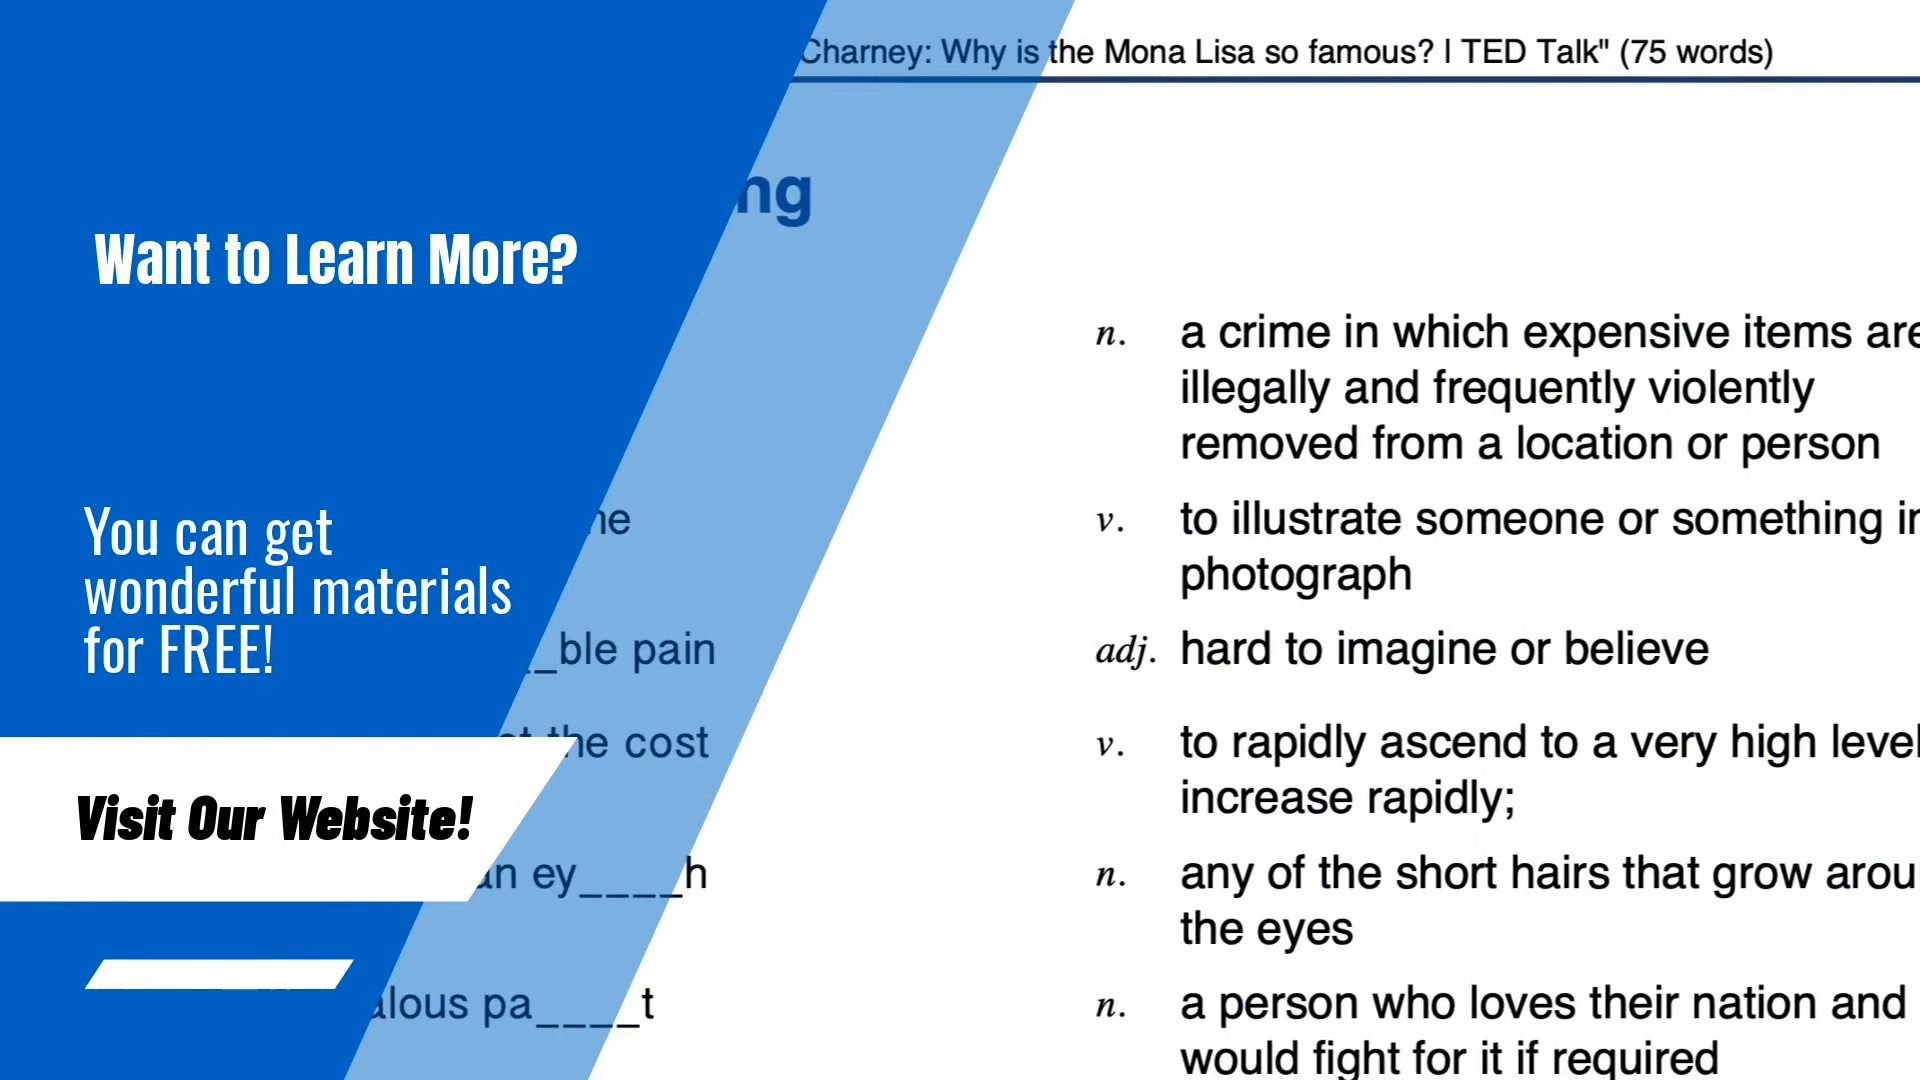 Charney: Why is the Mona Lisa so famous? | TED Talk" (75 words)
ng
Want to Learn More?
n. a crime in which expensive items are
illegally and frequently violently
removed from a location or person
You can get
wonderful materials
for FREE!
v. to illustrate someone or something in
photograph
_ble pain
adj. hard to imagine or believe
the cost
v. to rapidly ascend to a very high level
increase rapidly;
Visit Our Website!
an ey____h
n. any of the short hairs that grow arou
the eyes
alous pa____t
n. a person who loves their nation and
would fight for it if required